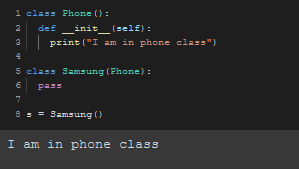 1 class Phone():
2   def __init__(self):
3     print("I am in phone class")
4
5 class Samsung(Phone):
6   pass
7
8 s = Samsung()
I am in phone class